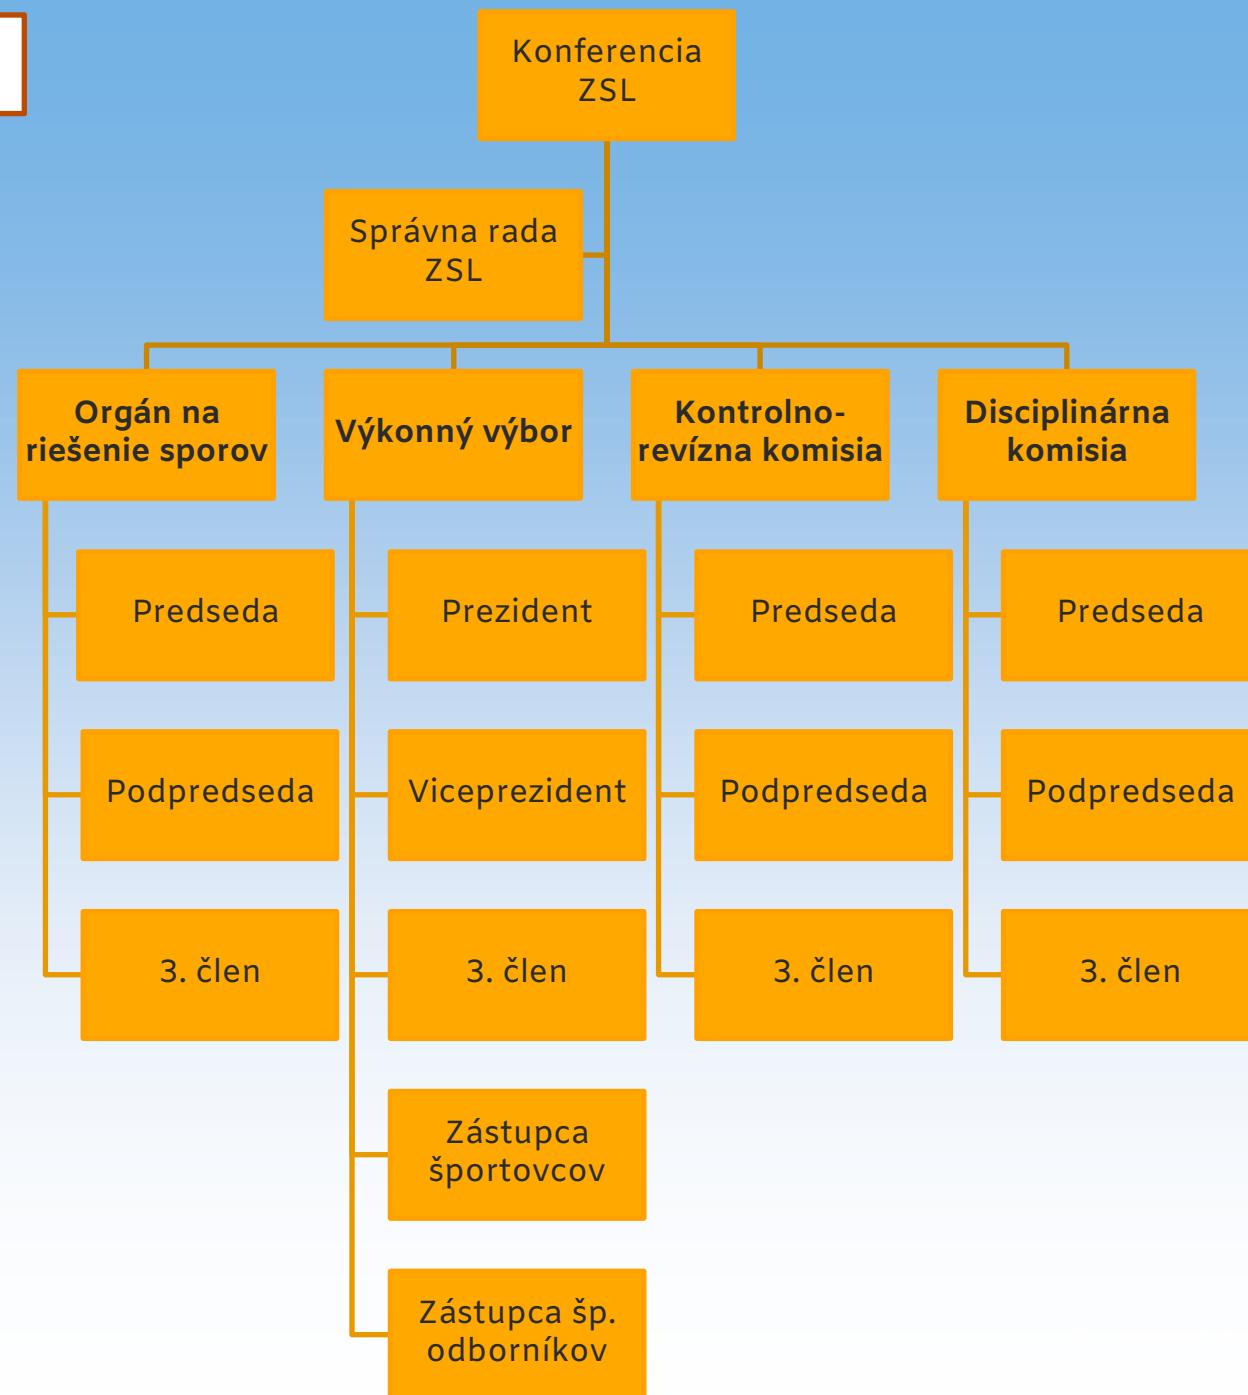 Konferencia
ZSL
Správna rada
ZSL
Orgán na
riešenie sporov
Výkonný výbor
Kontrolno-
revízna komisia
Disciplinárna
komisia
Predseda
Prezident
Predseda
Predseda
Podpredseda
Viceprezident
Podpredseda
Podpredseda
3. člen
3. člen
3. člen
3. člen
Zástupca
športovcov
Zástupca šp.
odborníkov